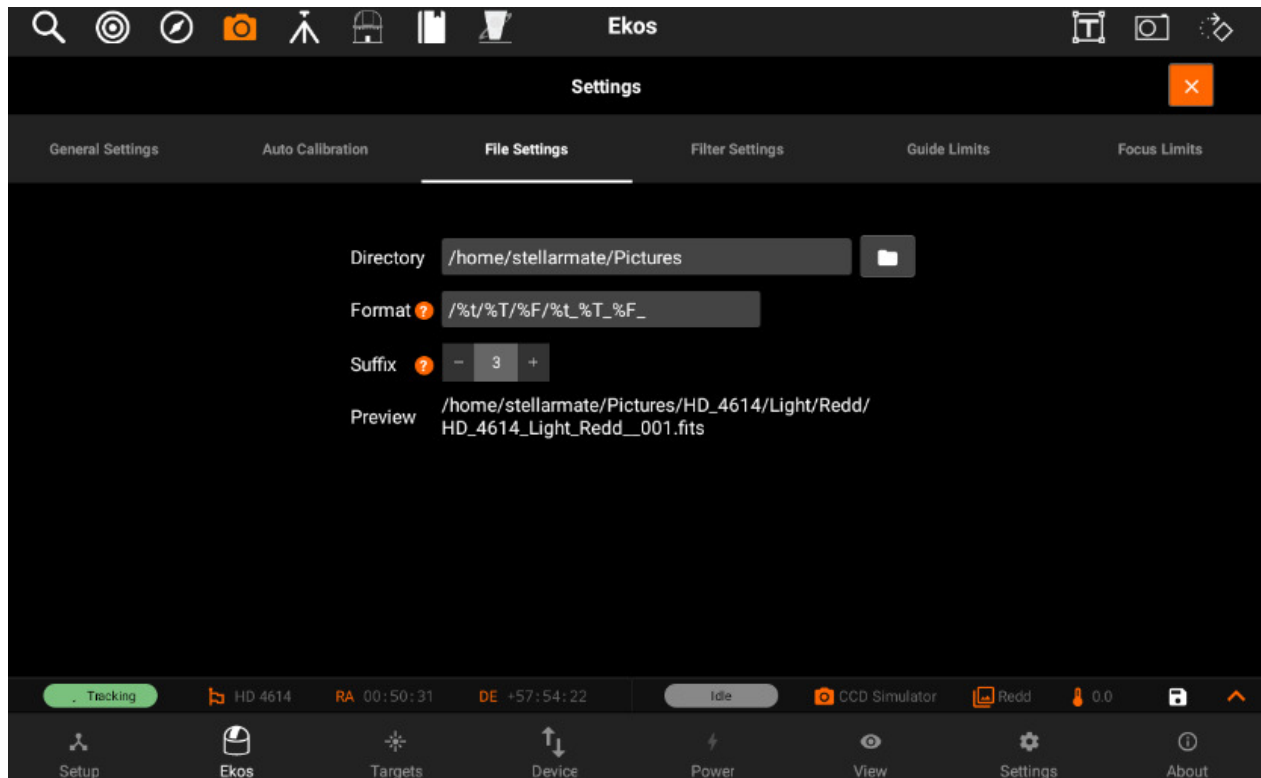 Ekos
Settings
General Settings Auto Calibration File Settings Filter Settings Guide Limits Focus Limits
Directory /home/stellarmate/Pictures
Format ? /%t/%T/%F/%t_%T_%F_
Suffix ? − 3 +
Preview /home/stellarmate/Pictures/HD_4614/Light/Redd/
HD_4614_Light_Redd__001.fits
Tracking HD 4614 RA 00:50:31 DE +57:54:22 Idle CCD Simulator Redd 0.0
Setup Ekos Targets Device Power View Settings About